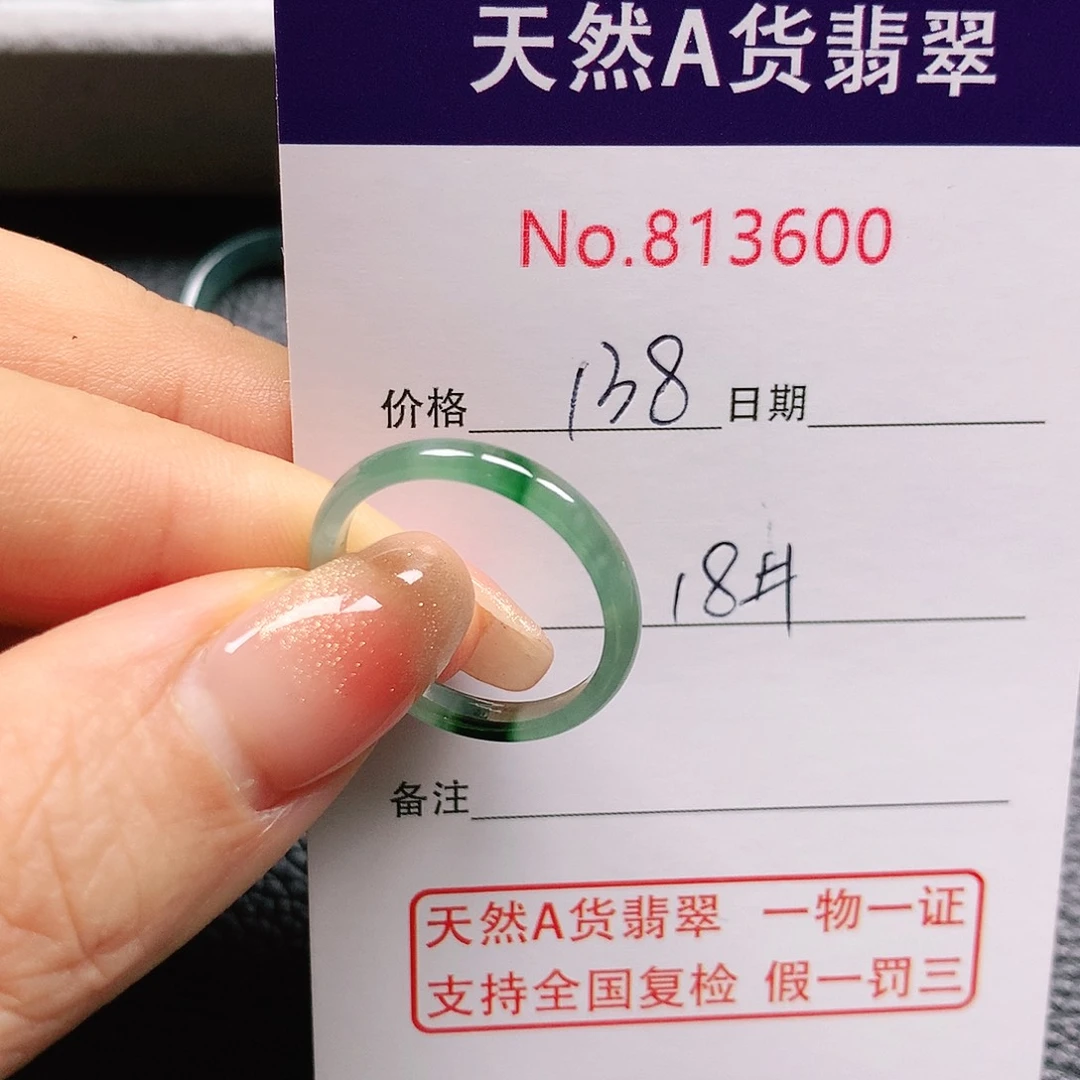 天然A货翡翠
No.813600
价格 138 日期
18#
备注
天然A货翡翠 一物一证
支持全国复检 假一罚三